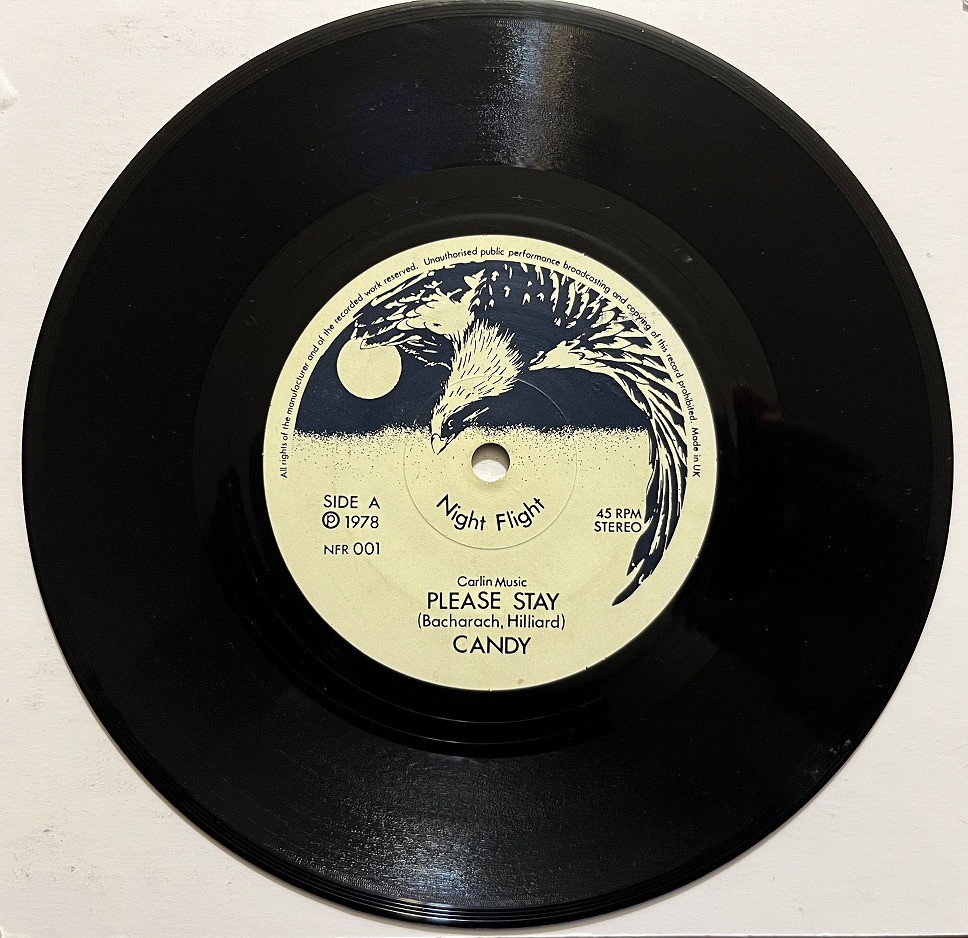 All rights of the manufacturer and of the recorded work reserved. Unauthorised public performance broadcasting and copying of this record prohibited. Made in UK
Night Flight
SIDE A
℗ 1978
NFR 001
45 RPM
STEREO
Carlin Music
PLEASE STAY
(Bacharach, Hilliard)
CANDY